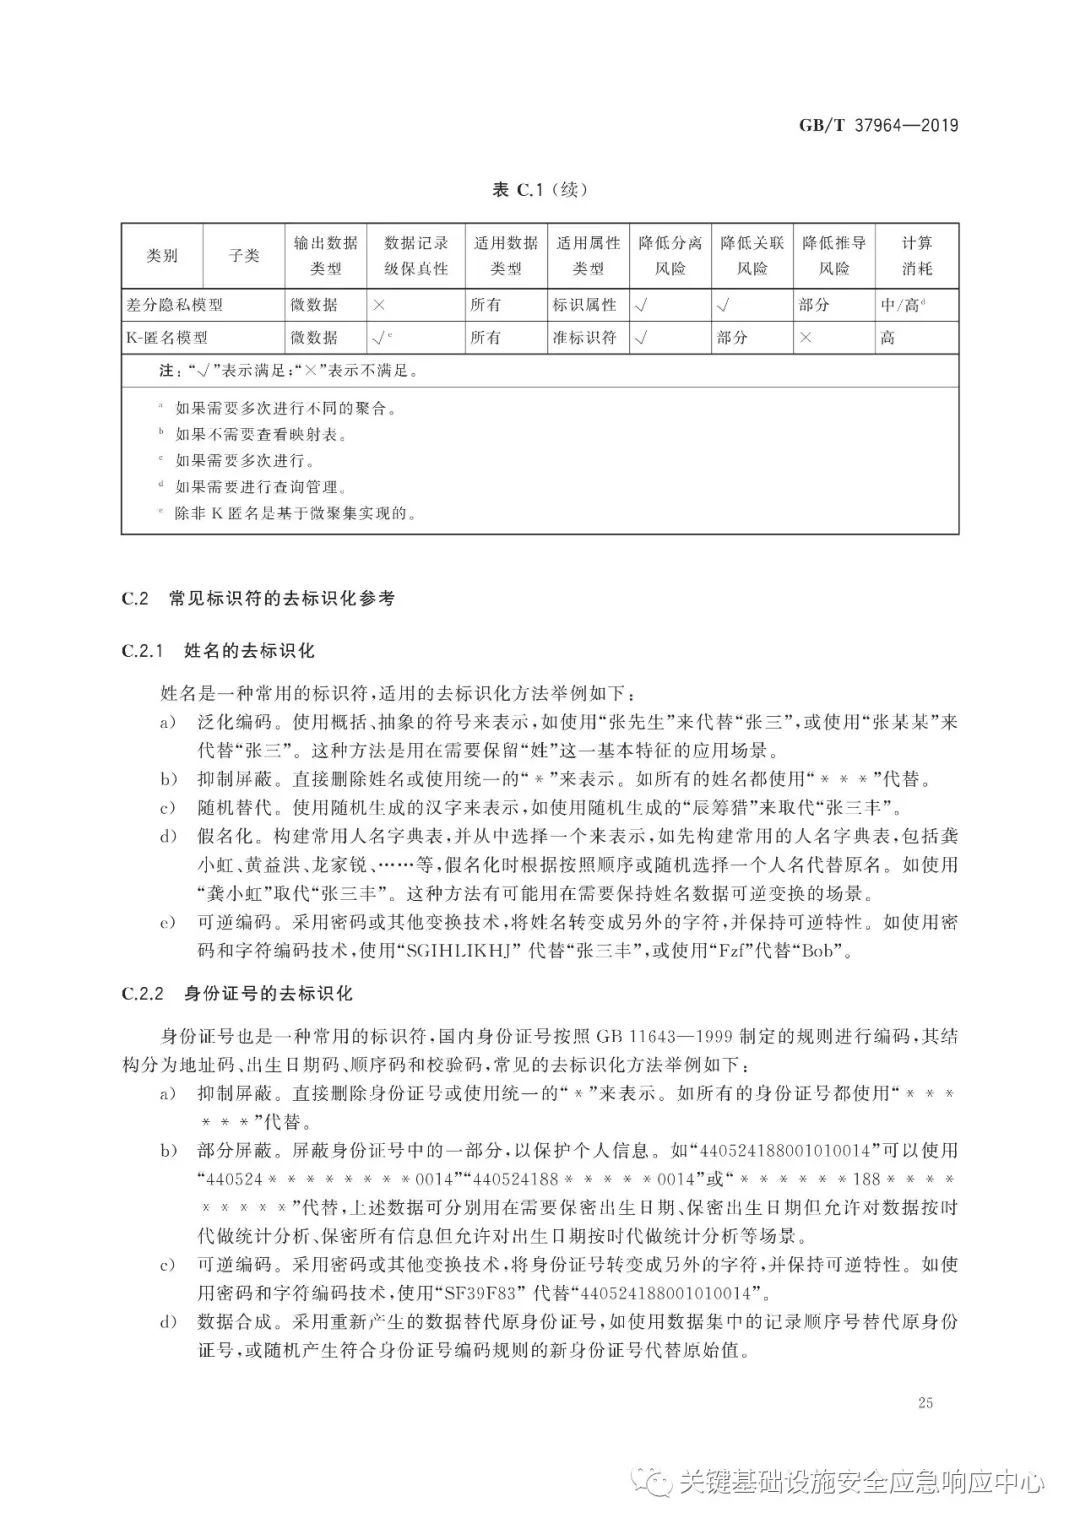 GB/T 37964—2019
表 C.1（续）
类别 子类 输出数据类型 数据记录级保真性 适用数据类型 适用属性类型 降低分离风险 降低关联风险 降低推导风险 计算消耗
差分隐私模型 微数据 × 所有 标识属性 √ √ 部分 中/高d
K-匿名模型 微数据 √e 所有 准标识符 √ 部分 × 高
注：“√”表示满足；“×”表示不满足。
a 如果需要多次进行不同的聚合。
b 如果不需要查看映射表。
c 如果需要多次进行。
d 如果需要进行查询管理。
e 除非 K 匿名是基于微聚集实现的。
C.2 常见标识符的去标识化参考
C.2.1 姓名的去标识化
姓名是一种常用的标识符，适用的去标识化方法举例如下：
a） 泛化编码。使用概括、抽象的符号来表示，如使用“张先生”来代替“张三”，或使用“张某某”来
代替“张三”。这种方法是用在需要保留“姓”这一基本特征的应用场景。
b） 抑制屏蔽。直接删除姓名或使用统一的“*”来表示。如所有的姓名都使用“***”代替。
c） 随机替代。使用随机生成的汉字来表示，如使用随机生成的“辰筹猎”来取代“张三丰”。
d） 假名化。构建常用人名字典表，并从中选择一个来表示，如先构建常用的人名字典表，包括龚
小虹、黄益洪、龙家锐、……等，假名化时根据按照顺序或随机选择一个人名代替原名。如使用
“龚小虹”取代“张三丰”。这种方法有可能用在需要保持姓名数据可逆变换的场景。
e） 可逆编码。采用密码或其他变换技术，将姓名转变成另外的字符，并保持可逆特性。如使用密
码和字符编码技术，使用“SGIHLIKHJ” 代替“张三丰”，或使用“Fzf”代替“Bob”。
C.2.2 身份证号的去标识化
身份证号也是一种常用的标识符，国内身份证号按照 GB 11643—1999 制定的规则进行编码，其结
构分为地址码、出生日期码、顺序码和校验码，常见的去标识化方法举例如下：
a） 抑制屏蔽。直接删除身份证号或使用统一的“*”来表示。如所有的身份证号都使用“***
***”代替。
b） 部分屏蔽。屏蔽身份证号中的一部分，以保护个人信息。如“440524188001010014”可以使用
“440524********0014”“440524188*****0014”或“******188****
*****”代替，上述数据可分别用在需要保密出生日期、保密出生日期但允许对数据按时
代做统计分析、保密所有信息但允许对出生日期按时代做统计分析等场景。
c） 可逆编码。采用密码或其他变换技术，将身份证号转变成另外的字符，并保持可逆特性。如使
用密码和字符编码技术，使用“SF39F83” 代替“440524188001010014”。
d） 数据合成。采用重新产生的数据替代原身份证号，如使用数据集中的记录顺序号替代原身份
证号，或随机产生符合身份证号编码规则的新身份证号代替原始值。
25
关键基础设施安全应急响应中心